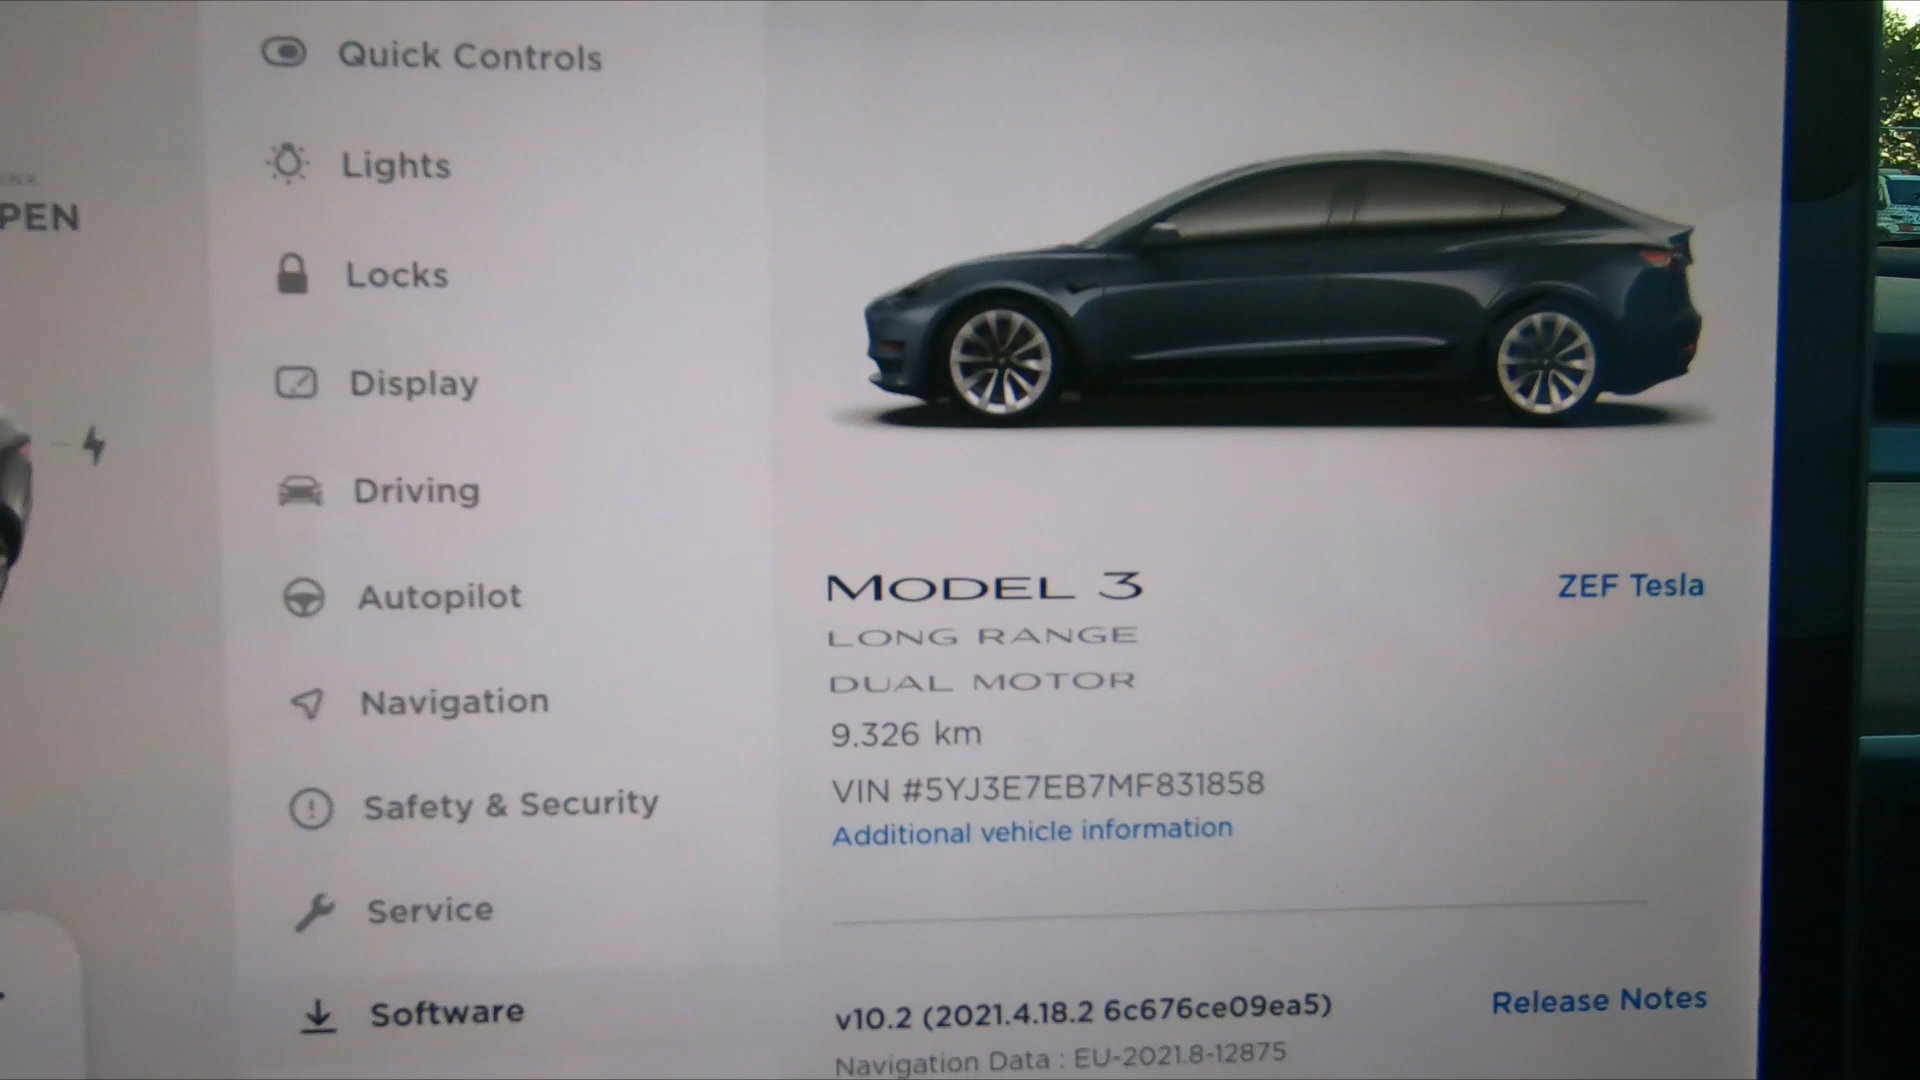 PEN
Quick Controls
Lights
Locks
Display
Driving
Autopilot
Navigation
Safety & Security
Service
Software
MODEL 3
ZEF Tesla
LONG RANGE
DUAL MOTOR
9.326 km
VIN #5YJ3E7EB7MF831858
Additional vehicle information
v10.2 (2021.4.18.2 6c676ce09ea5)
Release Notes
Navigation Data : EU-2021.8-12875